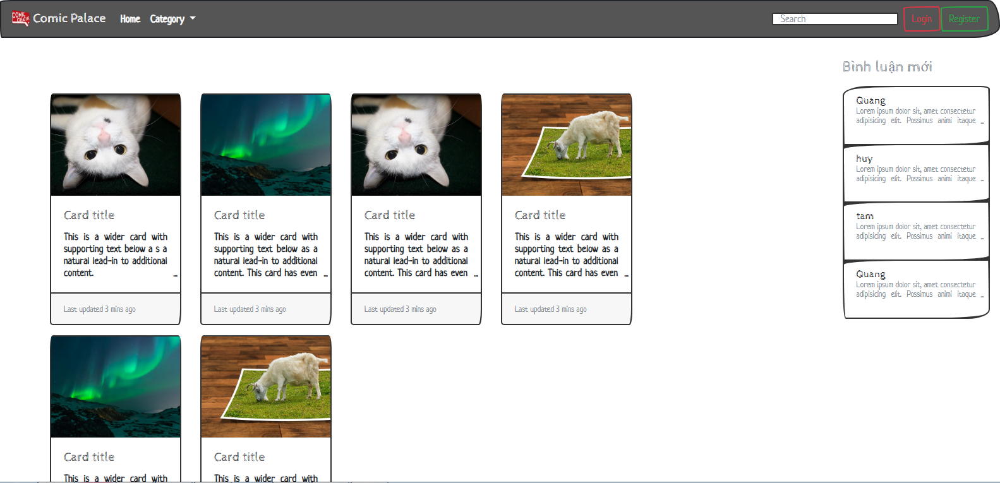 COMIC CREATIVE Comic Palace Home Category Search Login Register
Bình luận mới
Card title
This is a wider card with
supporting text below a s a
natural lead-in to additional
content. ...
Last updated 3 mins ago
Card title
This is a wider card with
supporting text below as a
natural lead-in to additional
content. This card has even ...
Last updated 3 mins ago
Card title
This is a wider card with
supporting text below as a
natural lead-in to additional
content. This card has even ...
Last updated 3 mins ago
Card title
This is a wider card with
supporting text below as a
natural lead-in to additional
content. This card has even ...
Last updated 3 mins ago
Quang
Lorem ipsum dolor sit, amet consectetur
adipisicing elit. Possimus animi itaque ...
huy
Lorem ipsum dolor sit, amet consectetur
adipisicing elit. Possimus animi itaque ...
tam
Lorem ipsum dolor sit, amet consectetur
adipisicing elit. Possimus animi itaque ...
Quang
Lorem ipsum dolor sit, amet consectetur
adipisicing elit. Possimus animi itaque ...
Card title
This is a wider card with
Card title
This is a wider card with